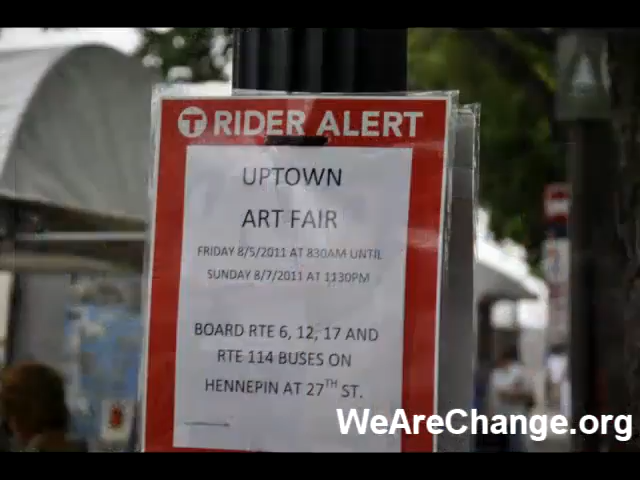 T RIDER ALERT
UPTOWN
ART FAIR
FRIDAY 8/5/2011 AT 830AM UNTIL
SUNDAY 8/7/2011 AT 1130PM
BOARD RTE 6, 12, 17 AND
RTE 114 BUSES ON
HENNEPIN AT 27TH ST.
WeAreChange.org